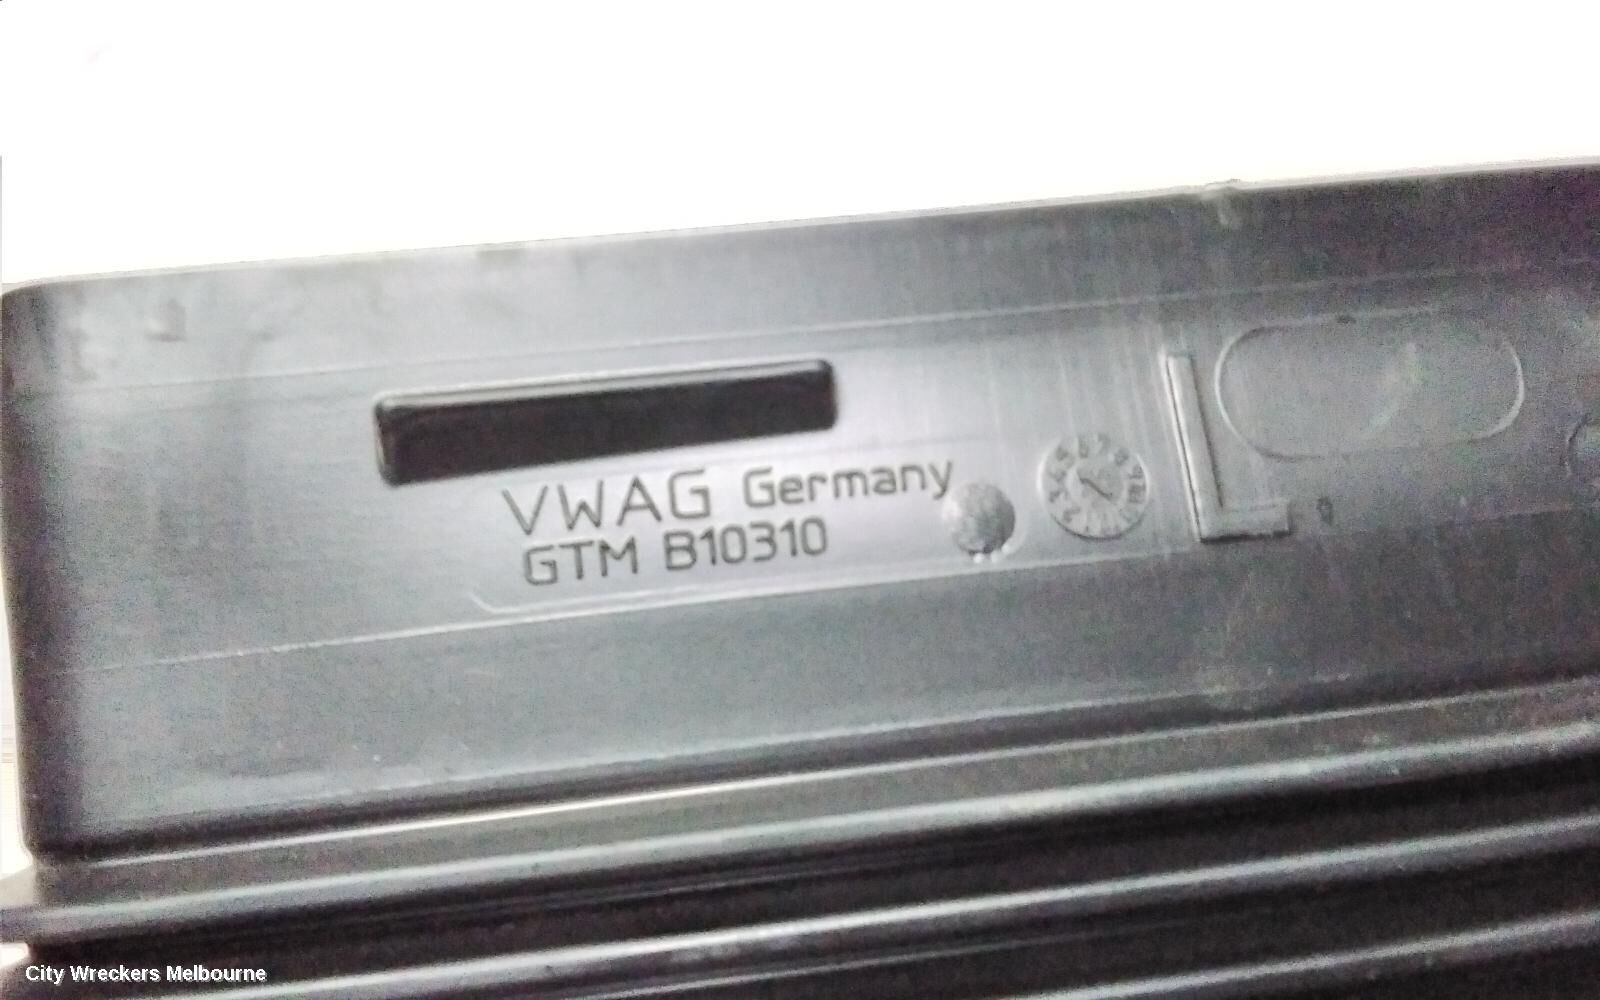 VWAG Germany
GTM B10310
L
City Wreckers Melbourne